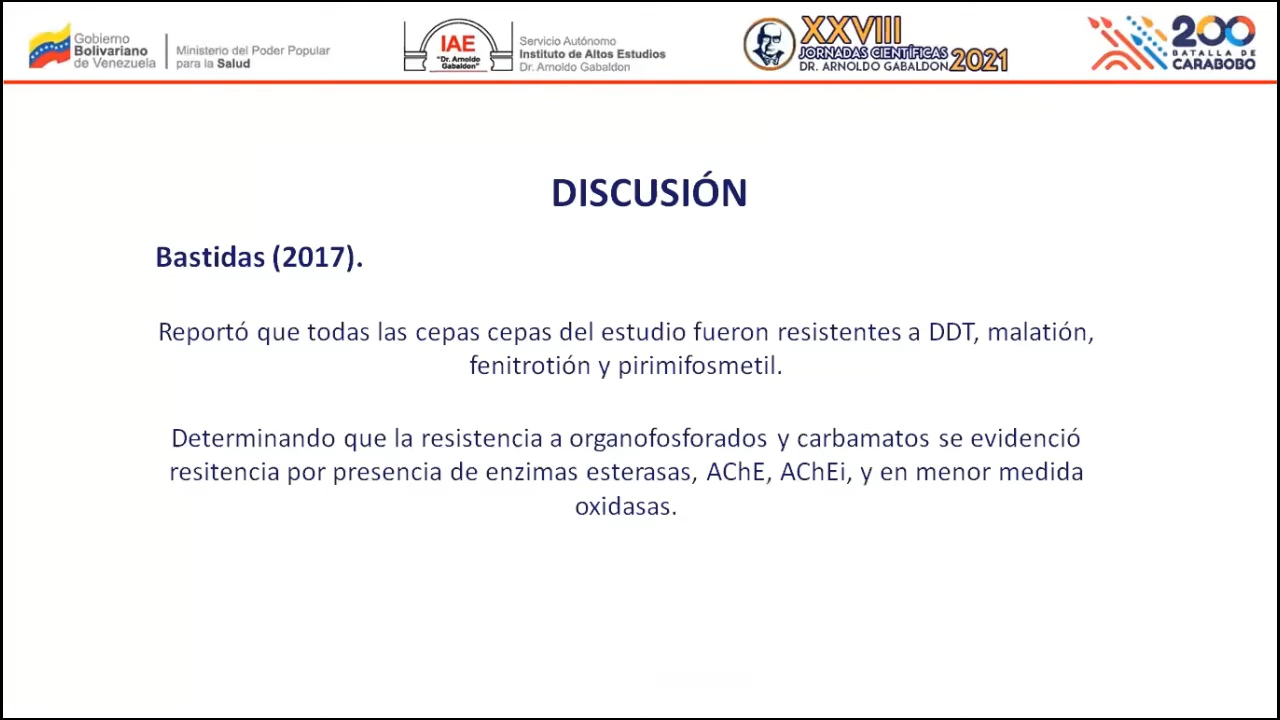 Gobierno
Bolivariano
de Venezuela
Ministerio del Poder Popular
para la Salud
IAE
"Dr. Arnoldo
Gabaldon"
Servicio Autónomo
Instituto de Altos Estudios
Dr. Arnoldo Gabaldon
XXVIII
JORNADAS CIENTÍFICAS
DR. ARNOLDO GABALDON 2021
200
BATALLA DE
CARABOBO
DISCUSIÓN
Bastidas (2017).
Reportó que todas las cepas cepas del estudio fueron resistentes a DDT, malatión,
fenitrotión y pirimifosmetil.
Determinando que la resistencia a organofosforados y carbamatos se evidenció
resitencia por presencia de enzimas esterasas, AChE, AChEi, y en menor medida
oxidasas.